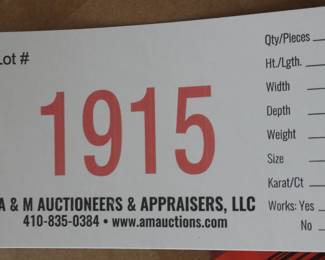 Lot #
1915
A & M AUCTIONEERS & APPRAISERS, LLC
410-835-0384 • www.amauctions.com
Qty/Pieces
Ht./Lgth.
Width
Depth
Weight
Size
Karat/Ct
Works: Yes
No